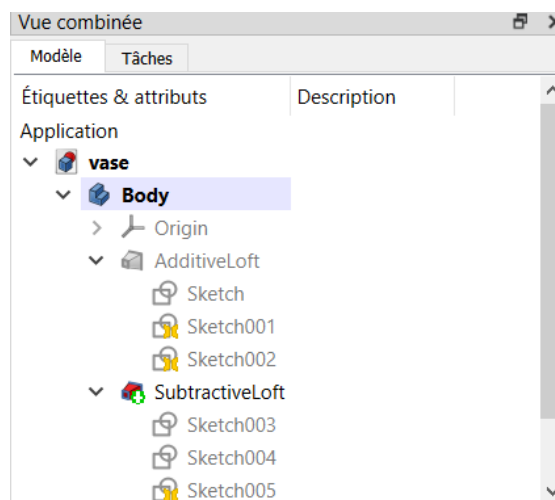 Vue combinée
Modèle Tâches
Étiquettes & attributs Description
Application
vase
Body
Origin
AdditiveLoft
Sketch
Sketch001
Sketch002
SubtractiveLoft
Sketch003
Sketch004
Sketch005